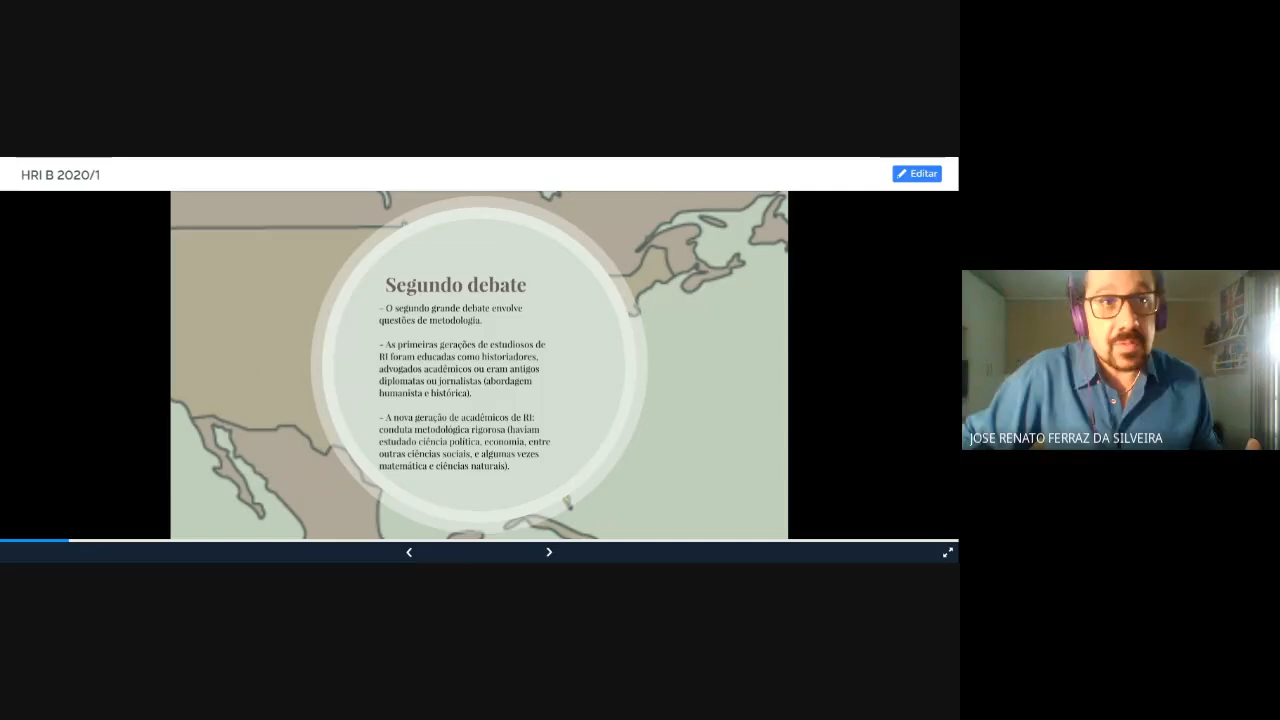 HRI B 2020/1
Editar
Segundo debate
- O segundo grande debate envolve
questões de metodologia.
- As primeiras gerações de estudiosos de
RI foram educadas como historiadores,
advogados acadêmicos ou eram antigos
diplomatas ou jornalistas (abordagem
humanista e histórica).
- A nova geração de acadêmicos de RI:
conduta metodológica rigorosa (haviam
estudado ciência política, economia, entre
outras ciências sociais, e algumas vezes
matemática e ciências naturais).
JOSE RENATO FERRAZ DA SILVEIRA